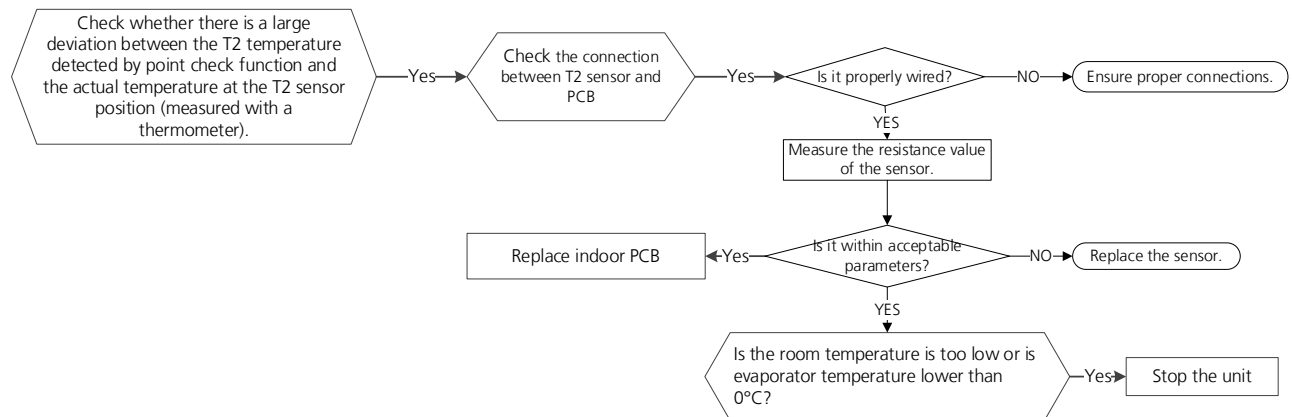 Check whether there is a large
deviation between the T2 temperature
detected by point check function and
the actual temperature at the T2 sensor
position (measured with a
thermometer).
Yes
Check the connection
between T2 sensor and
PCB
Yes
Is it properly wired?
NO
Ensure proper connections.
YES
Measure the resistance value
of the sensor.
Replace indoor PCB
Yes
Is it within acceptable
parameters?
NO
Replace the sensor.
YES
Is the room temperature is too low or is
evaporator temperature lower than
0°C?
Yes
Stop the unit